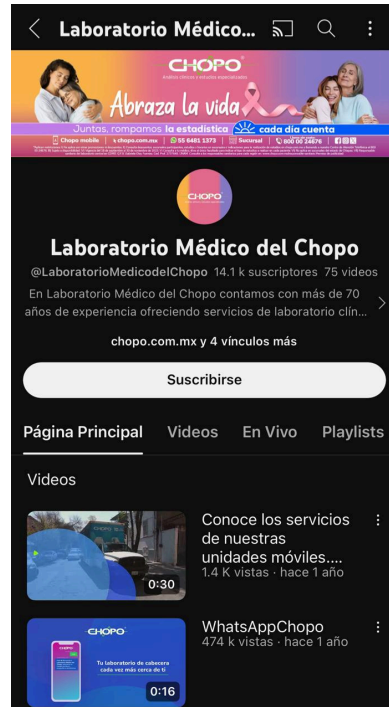 Laboratorio Médico...
CHOPO
Análisis clínicos y estudios especializados
Abraza la vida
Juntas, rompamos la estadística cada día cuenta
Chopo mobile chopo.com.mx 55 6481 1373 Sucursal 800 00 24676
CHOPO
Laboratorio Médico del Chopo
@LaboratorioMedicodelChopo 14.1 k suscriptores 75 videos
En Laboratorio Médico del Chopo contamos con más de 70
años de experiencia ofreciendo servicios de laboratorio clín...
chopo.com.mx y 4 vínculos más
Suscribirse
Página Principal Videos En Vivo Playlists
Videos
Conoce los servicios
de nuestras
unidades móviles....
1.4 K vistas · hace 1 año
0:30
WhatsAppChopo
474 k vistas · hace 1 año
CHOPO
Tu laboratorio de cabecera
cada vez más cerca de ti
0:16